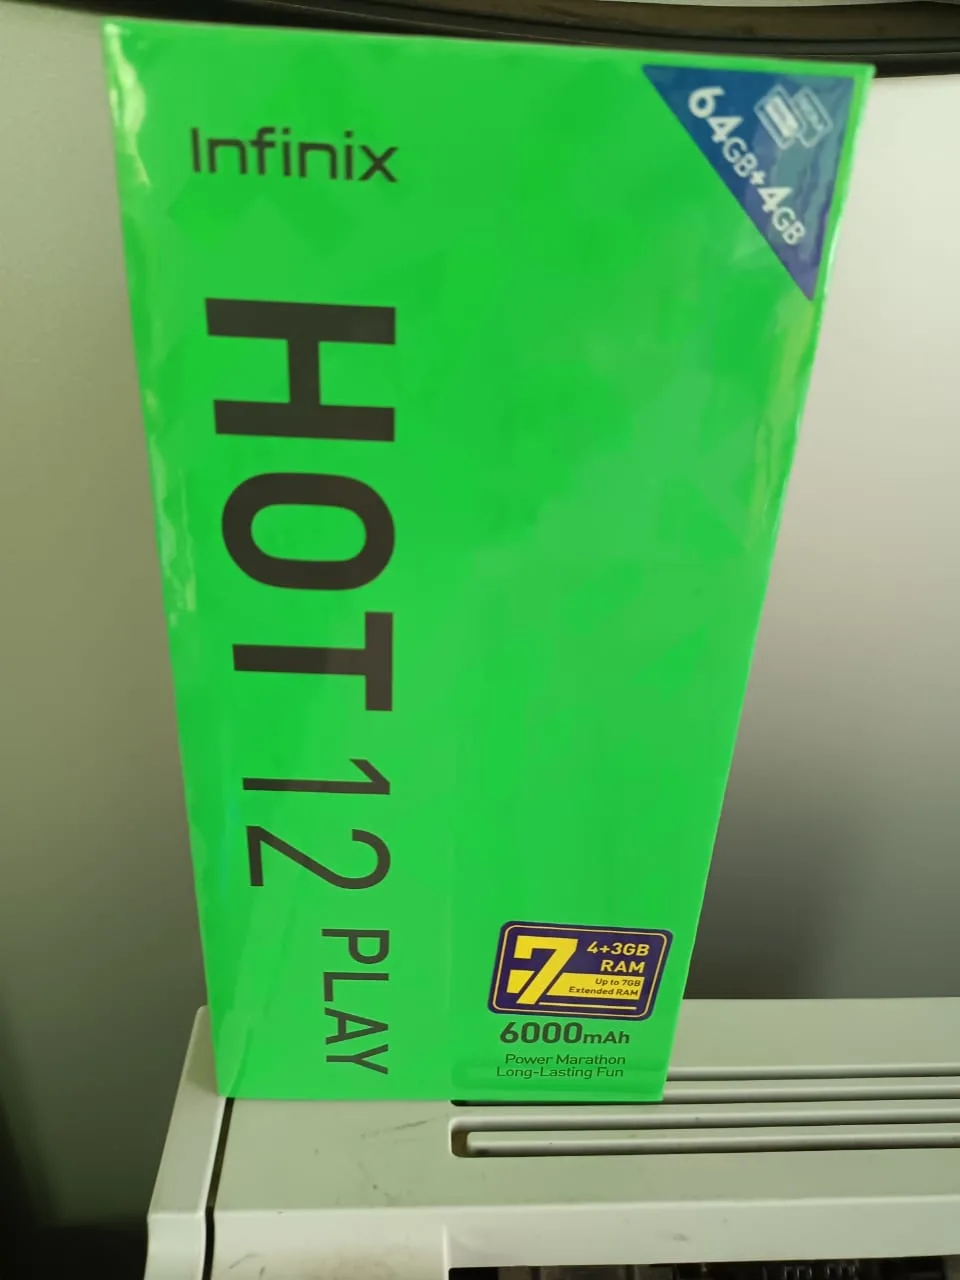 Infinix
64GB+4GB
HOT 12 PLAY
7
4+3GB
RAM
Up to 7GB
Extended RAM
6000mAh
Power Marathon
Long-Lasting Fun